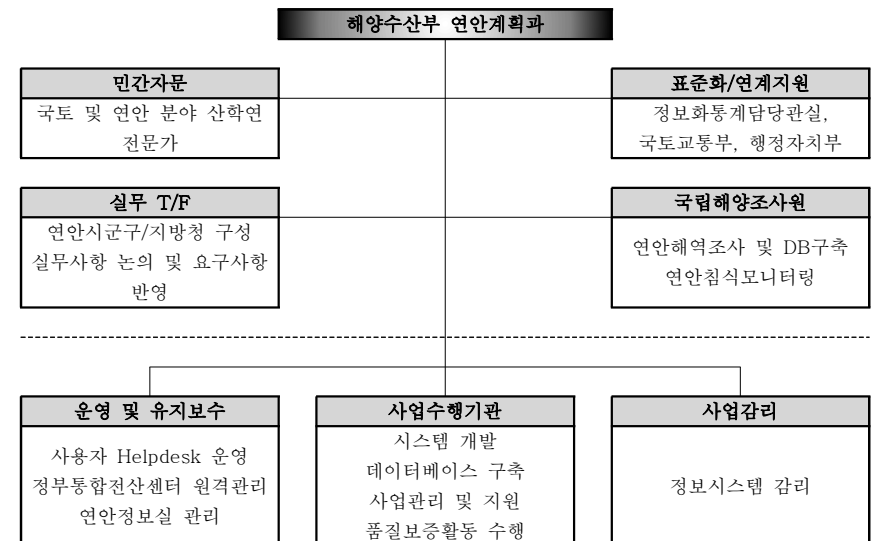 해양수산부 연안계획과
민간자문
국토 및 연안 분야 산학연
전문가
표준화/연계지원
정보화통계담당관실,
국토교통부, 행정자치부
실무 T/F
연안시군구/지방청 구성
실무사항 논의 및 요구사항
반영
국립해양조사원
연안해역조사 및 DB구축
연안침식모니터링
운영 및 유지보수
사용자 Helpdesk 운영
정부통합전산센터 원격관리
연안정보실 관리
사업수행기관
시스템 개발
데이터베이스 구축
사업관리 및 지원
품질보증활동 수행
사업감리
정보시스템 감리